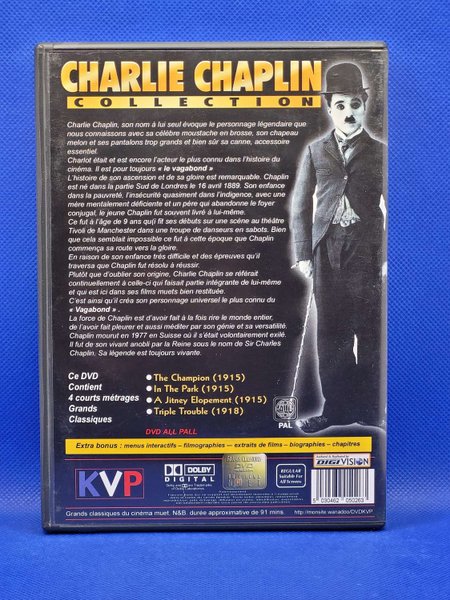 CHARLIE CHAPLIN
COLLECTION
Charlie Chaplin, son nom à lui seul évoque le personnage légendaire que
nous connaissons avec sa célèbre moustache en brosse, son chapeau
melon et ses pantalons trop grands et bien sûr sa canne, accessoire
essentiel.
Charlot était et est encore l'acteur le plus connu dans l'histoire du
cinéma. Il est pour toujours « le vagabond »
L'histoire de son ascension et de sa gloire est remarquable. Chaplin
est né dans la partie Sud de Londres le 16 avril 1889. Son enfance
dans la pauvreté, l'insécurité quasiment dans l'indigence, avec une
mère mentalement déficiente et un père qui abandonne le foyer
conjugal, le jeune Chaplin fut souvent livré à lui-même.
Ce fut à l'âge de 9 ans qu(i fit ses débuts sur une scène au théâtre
Tivoli de Manchester dans une troupe de danseurs en sabots. Bien
que cela semblait impossible ce fut à cette époque que Chaplin
commença sa route vers la gloire.
En raison de son enfance très difficile et des épreuves qu'il
traversa que Chaplin fut résolu à réussir.
Plutôt que d'oublier son origine, Charlie Chaplin se référait
continuellement à celle-ci qui faisait partie intégrante de lui-même
et qui est ici dans ses films muets bien restituée.
C'est ainsi qu'il créa son personnage universel le plus connu du
« Vagabond » .
La force de Chaplin est d'avoir fait à la fois rire le monde entier,
de l'avoir fait pleurer et aussi méditer par son génie et sa versatilité.
Chaplin mourut en 1977 en Suisse où il s'était volontairement exilé.
Il fut de son vivant anobli par la Reine sous le nom de Sir Charles
Chaplin. Sa légende est toujours vivante.
Ce DVD
Contient
4 courts métrages
Grands
Classiques
The Champion (1915)
In The Park (1915)
A Jitney Elopement (1915)
Triple Trouble (1918)
DVD ALL PALL
PAL
Extra bonus : menus interactifs – filmographies – extraits de films – biographies – chapitres
KVP
DOLBY
DIGITAL
REGULAR
Suitable For
All Screens
DIGIVISION
5 030462 050263
Grands classiques du cinéma muet. N&B. durée approximative de 91 mins.
http://monsite.wanadoo/DVDKVP